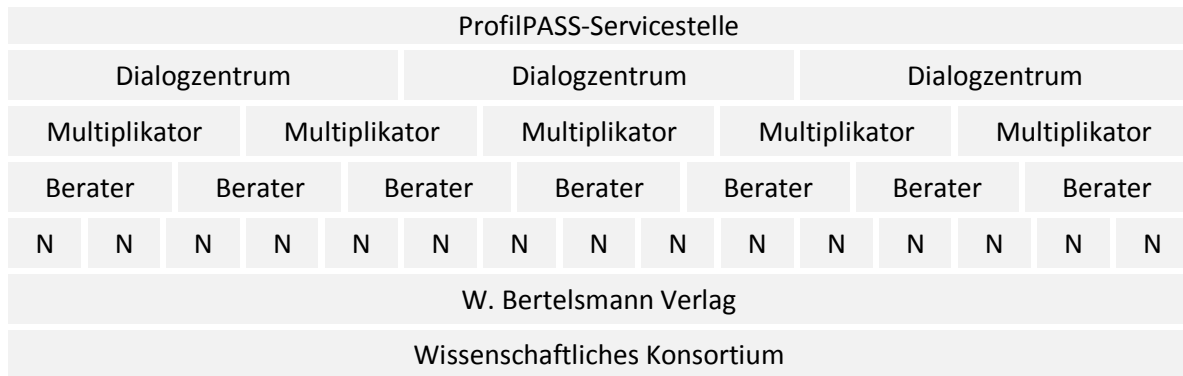 ProfilPASS-Servicestelle
Dialogzentrum Dialogzentrum Dialogzentrum
Multiplikator Multiplikator Multiplikator Multiplikator Multiplikator
Berater Berater Berater Berater Berater Berater Berater
N N N N N N N N N N N N N N N
W. Bertelsmann Verlag
Wissenschaftliches Konsortium